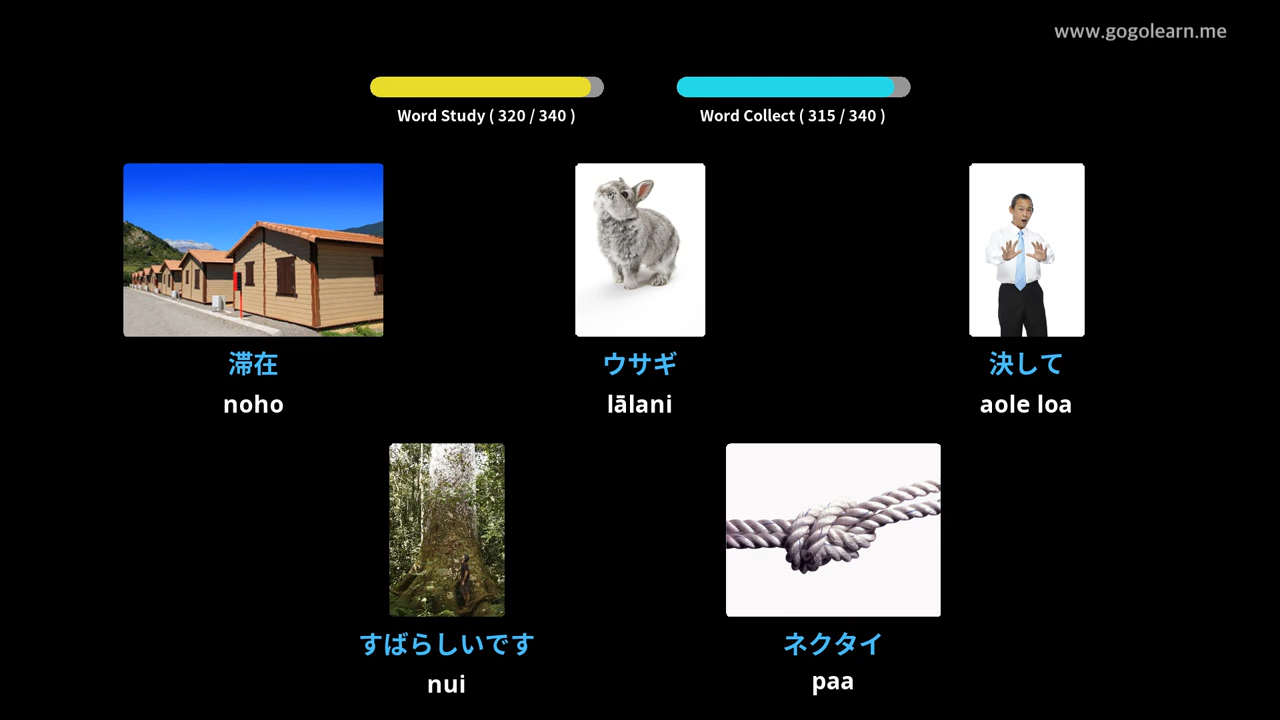 www.gogolearn.me
Word Study ( 320 / 340 )
Word Collect ( 315 / 340 )
滞在
noho
ウサギ
lālani
決して
aole loa
すばらしいです
nui
ネクタイ
paa